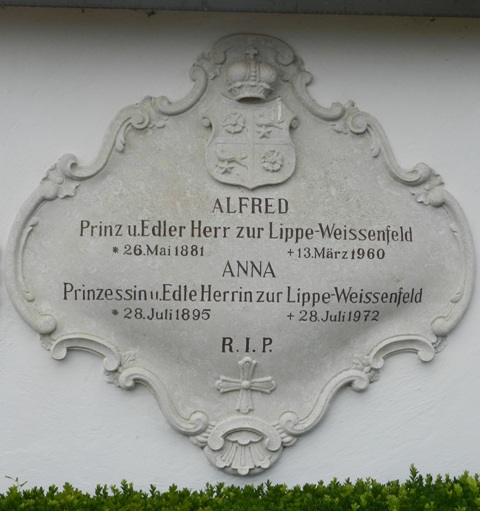 ALFRED
Prinz u.Edler Herr zur Lippe-Weissenfeld
*26.Mai 1881 +13.März 1960
ANNA
Prinzessin u.Edle Herrin zur Lippe-Weissenfeld
*28.Juli 1895 +28.Juli 1972
R.I.P.